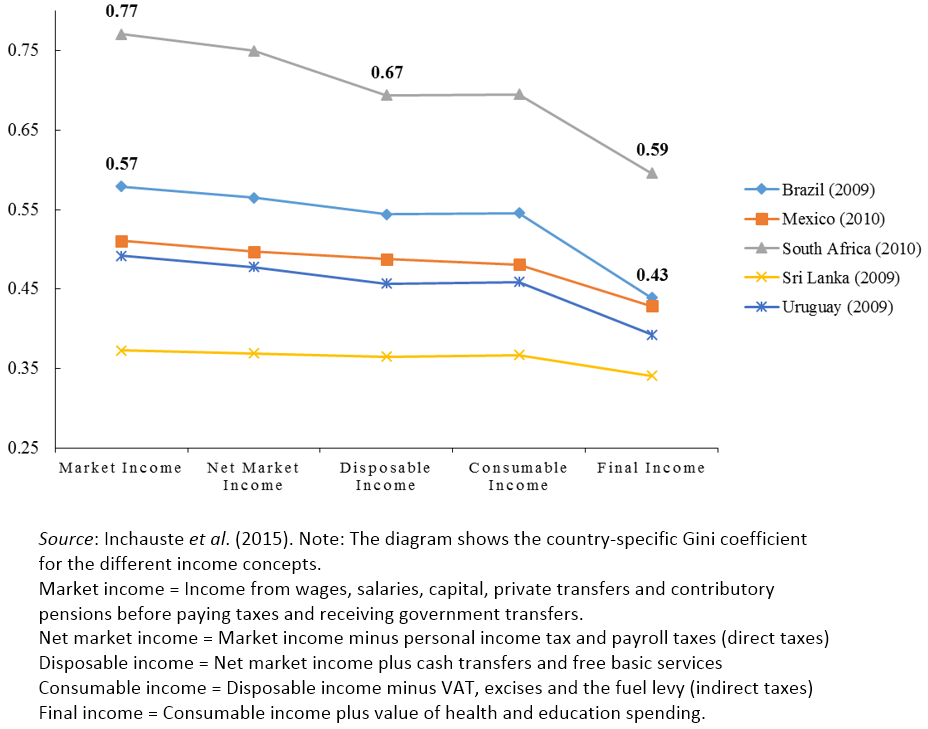 0.77
0.75
0.67
0.65
0.59
0.57
0.55
0.45
0.43
0.35
0.25
Market Income
Net Market
Income
Disposable
Income
Consumable
Income
Final Income
Brazil (2009)
Mexico (2010)
South Africa (2010)
Sri Lanka (2009)
Uruguay (2009)
Source: Inchauste et al. (2015). Note: The diagram shows the country-specific Gini coefficient
for the different income concepts.
Market income = Income from wages, salaries, capital, private transfers and contributory
pensions before paying taxes and receiving government transfers.
Net market income = Market income minus personal income tax and payroll taxes (direct taxes)
Disposable income = Net market income plus cash transfers and free basic services
Consumable income = Disposable income minus VAT, excises and the fuel levy (indirect taxes)
Final income = Consumable income plus value of health and education spending.